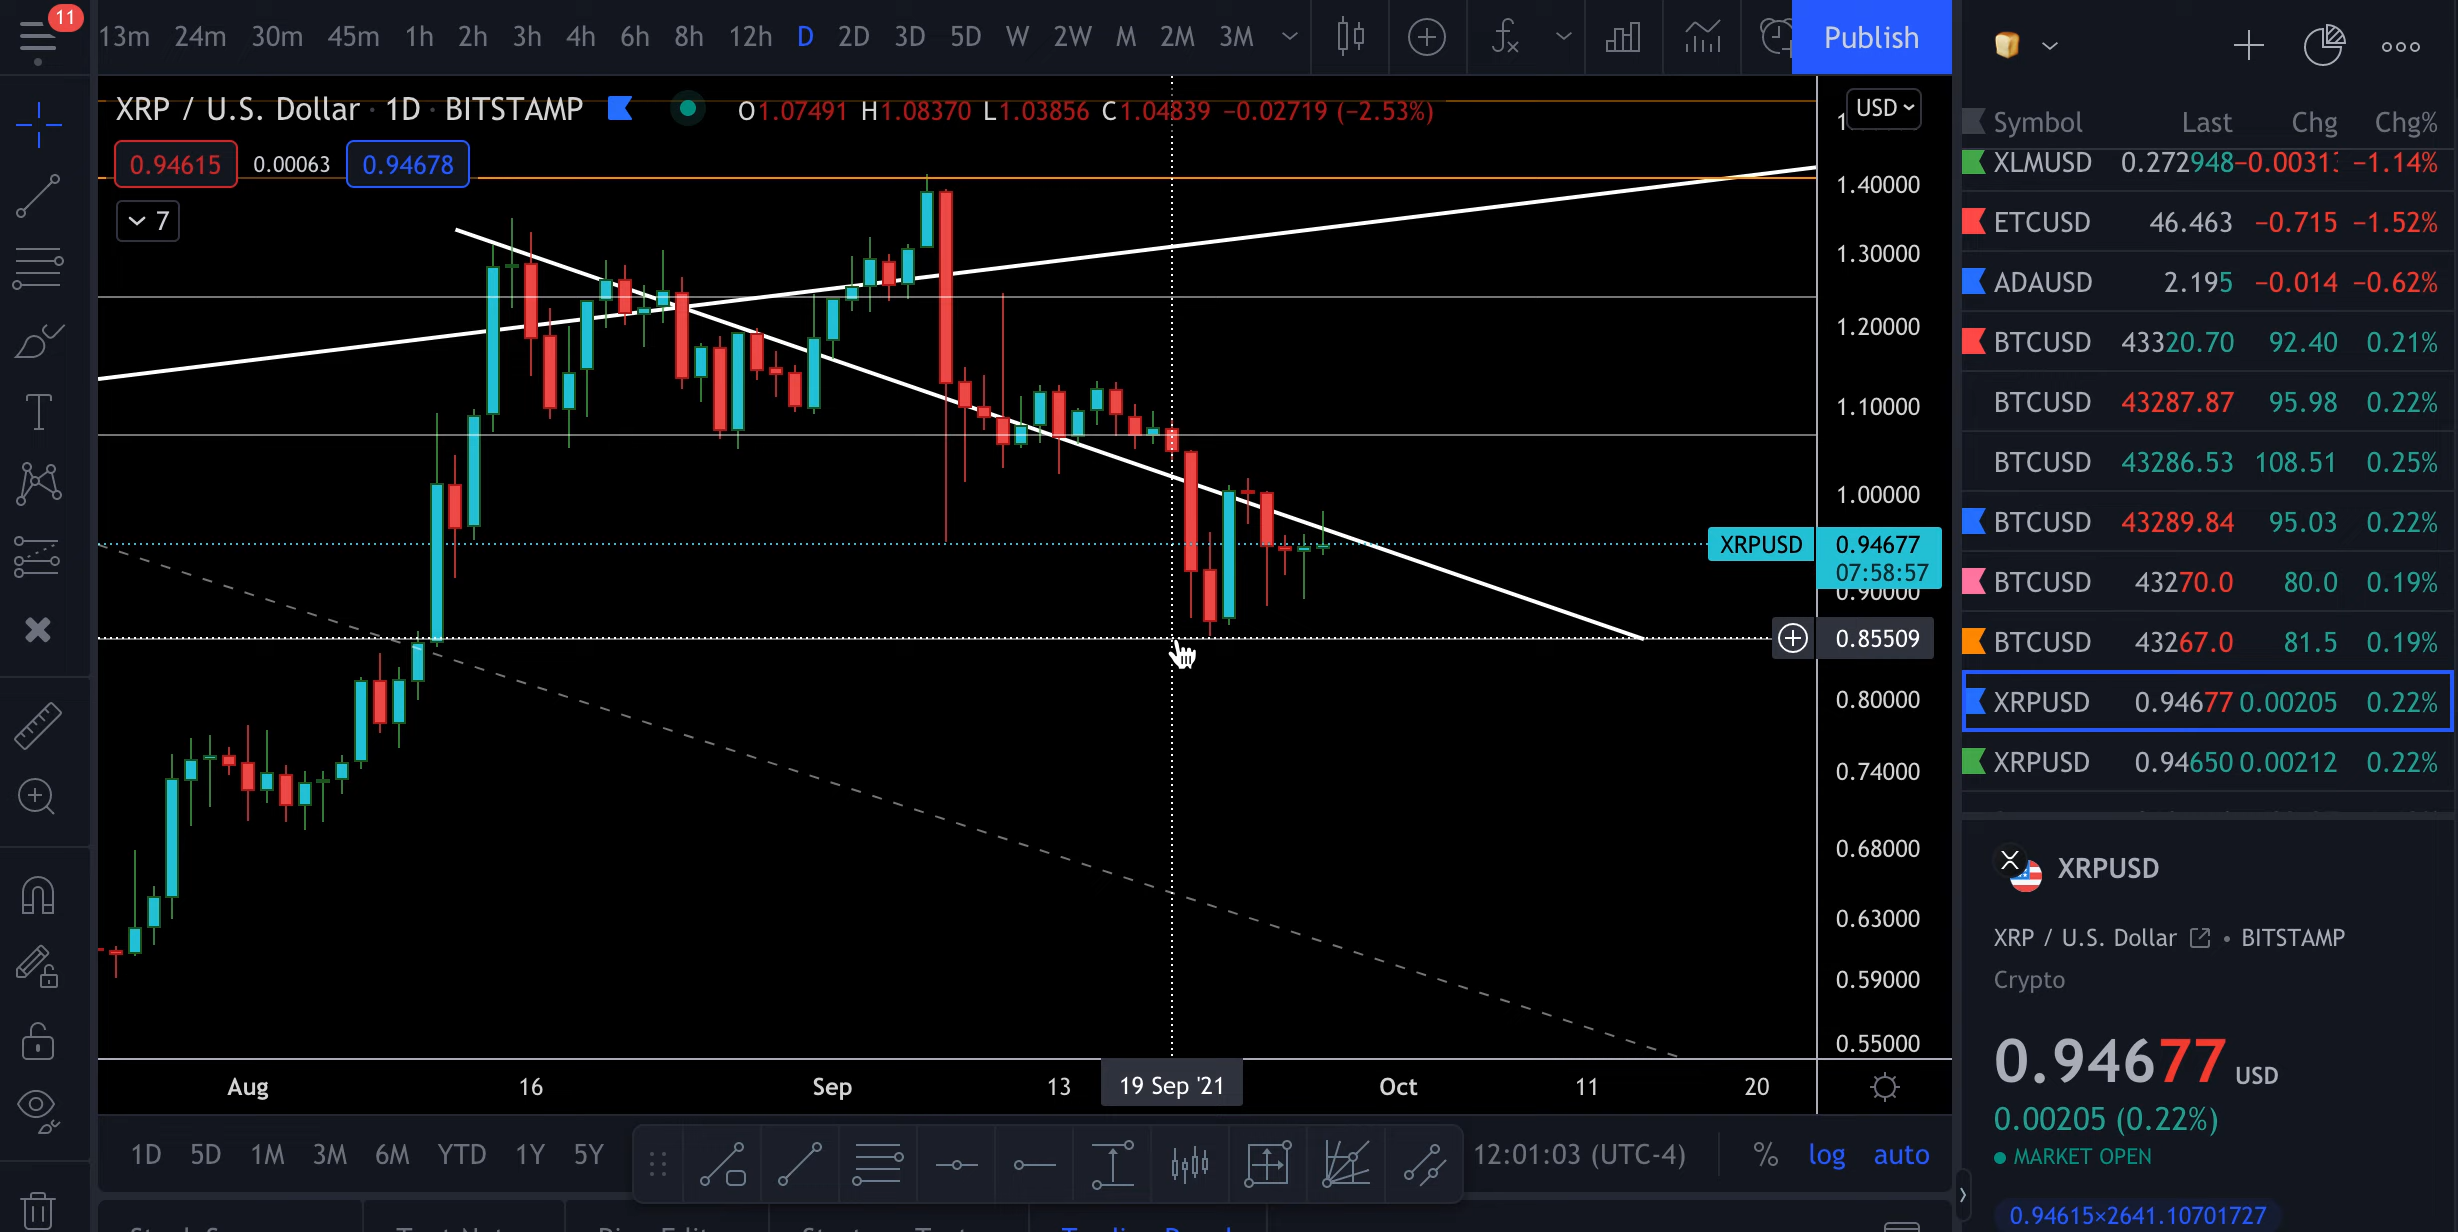 11
13m 24m 30m 45m 1h 2h 3h 4h 6h 8h 12h D 2D 3D 5D W 2W M 2M 3M
Publish
XRP / U.S. Dollar · 1D · BITSTAMP
O1.07491 H1.08370 L1.03856 C1.04839 −0.02719 (−2.53%)
0.94615 0.00063 0.94678
7
USD
1.40000
1.30000
1.20000
1.10000
1.00000
XRPUSD 0.94677
07:58:57
0.90000
0.85509
0.80000
0.74000
0.68000
0.63000
0.59000
0.55000
Aug 16 Sep 13 19 Sep '21 Oct 11 20
1D 5D 1M 3M 6M YTD 1Y 5Y
12:01:03 (UTC-4) % log auto
Symbol Last Chg Chg%
XLMUSD 0.272948 −0.00313 −1.14%
ETCUSD 46.463 −0.715 −1.52%
ADAUSD 2.195 −0.014 −0.62%
BTCUSD 43320.70 92.40 0.21%
BTCUSD 43287.87 95.98 0.22%
BTCUSD 43286.53 108.51 0.25%
BTCUSD 43289.84 95.03 0.22%
BTCUSD 43270.0 80.0 0.19%
BTCUSD 43267.0 81.5 0.19%
XRPUSD 0.94677 0.00205 0.22%
XRPUSD 0.94650 0.00212 0.22%
XRPUSD
XRP / U.S. Dollar • BITSTAMP
Crypto
0.94677 USD
0.00205 (0.22%)
MARKET OPEN
0.94615×2641.10701727